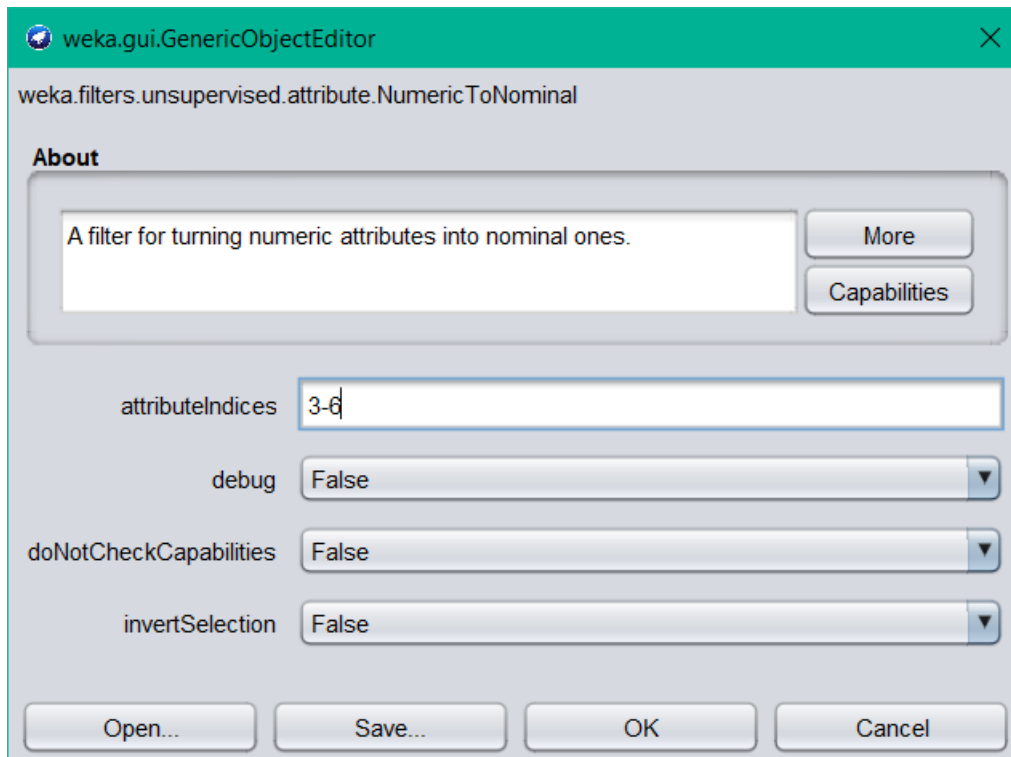 weka.gui.GenericObjectEditor
weka.filters.unsupervised.attribute.NumericToNominal
About
A filter for turning numeric attributes into nominal ones.
More
Capabilities
attributeIndices 3-6
debug False
doNotCheckCapabilities False
invertSelection False
Open... Save... OK Cancel